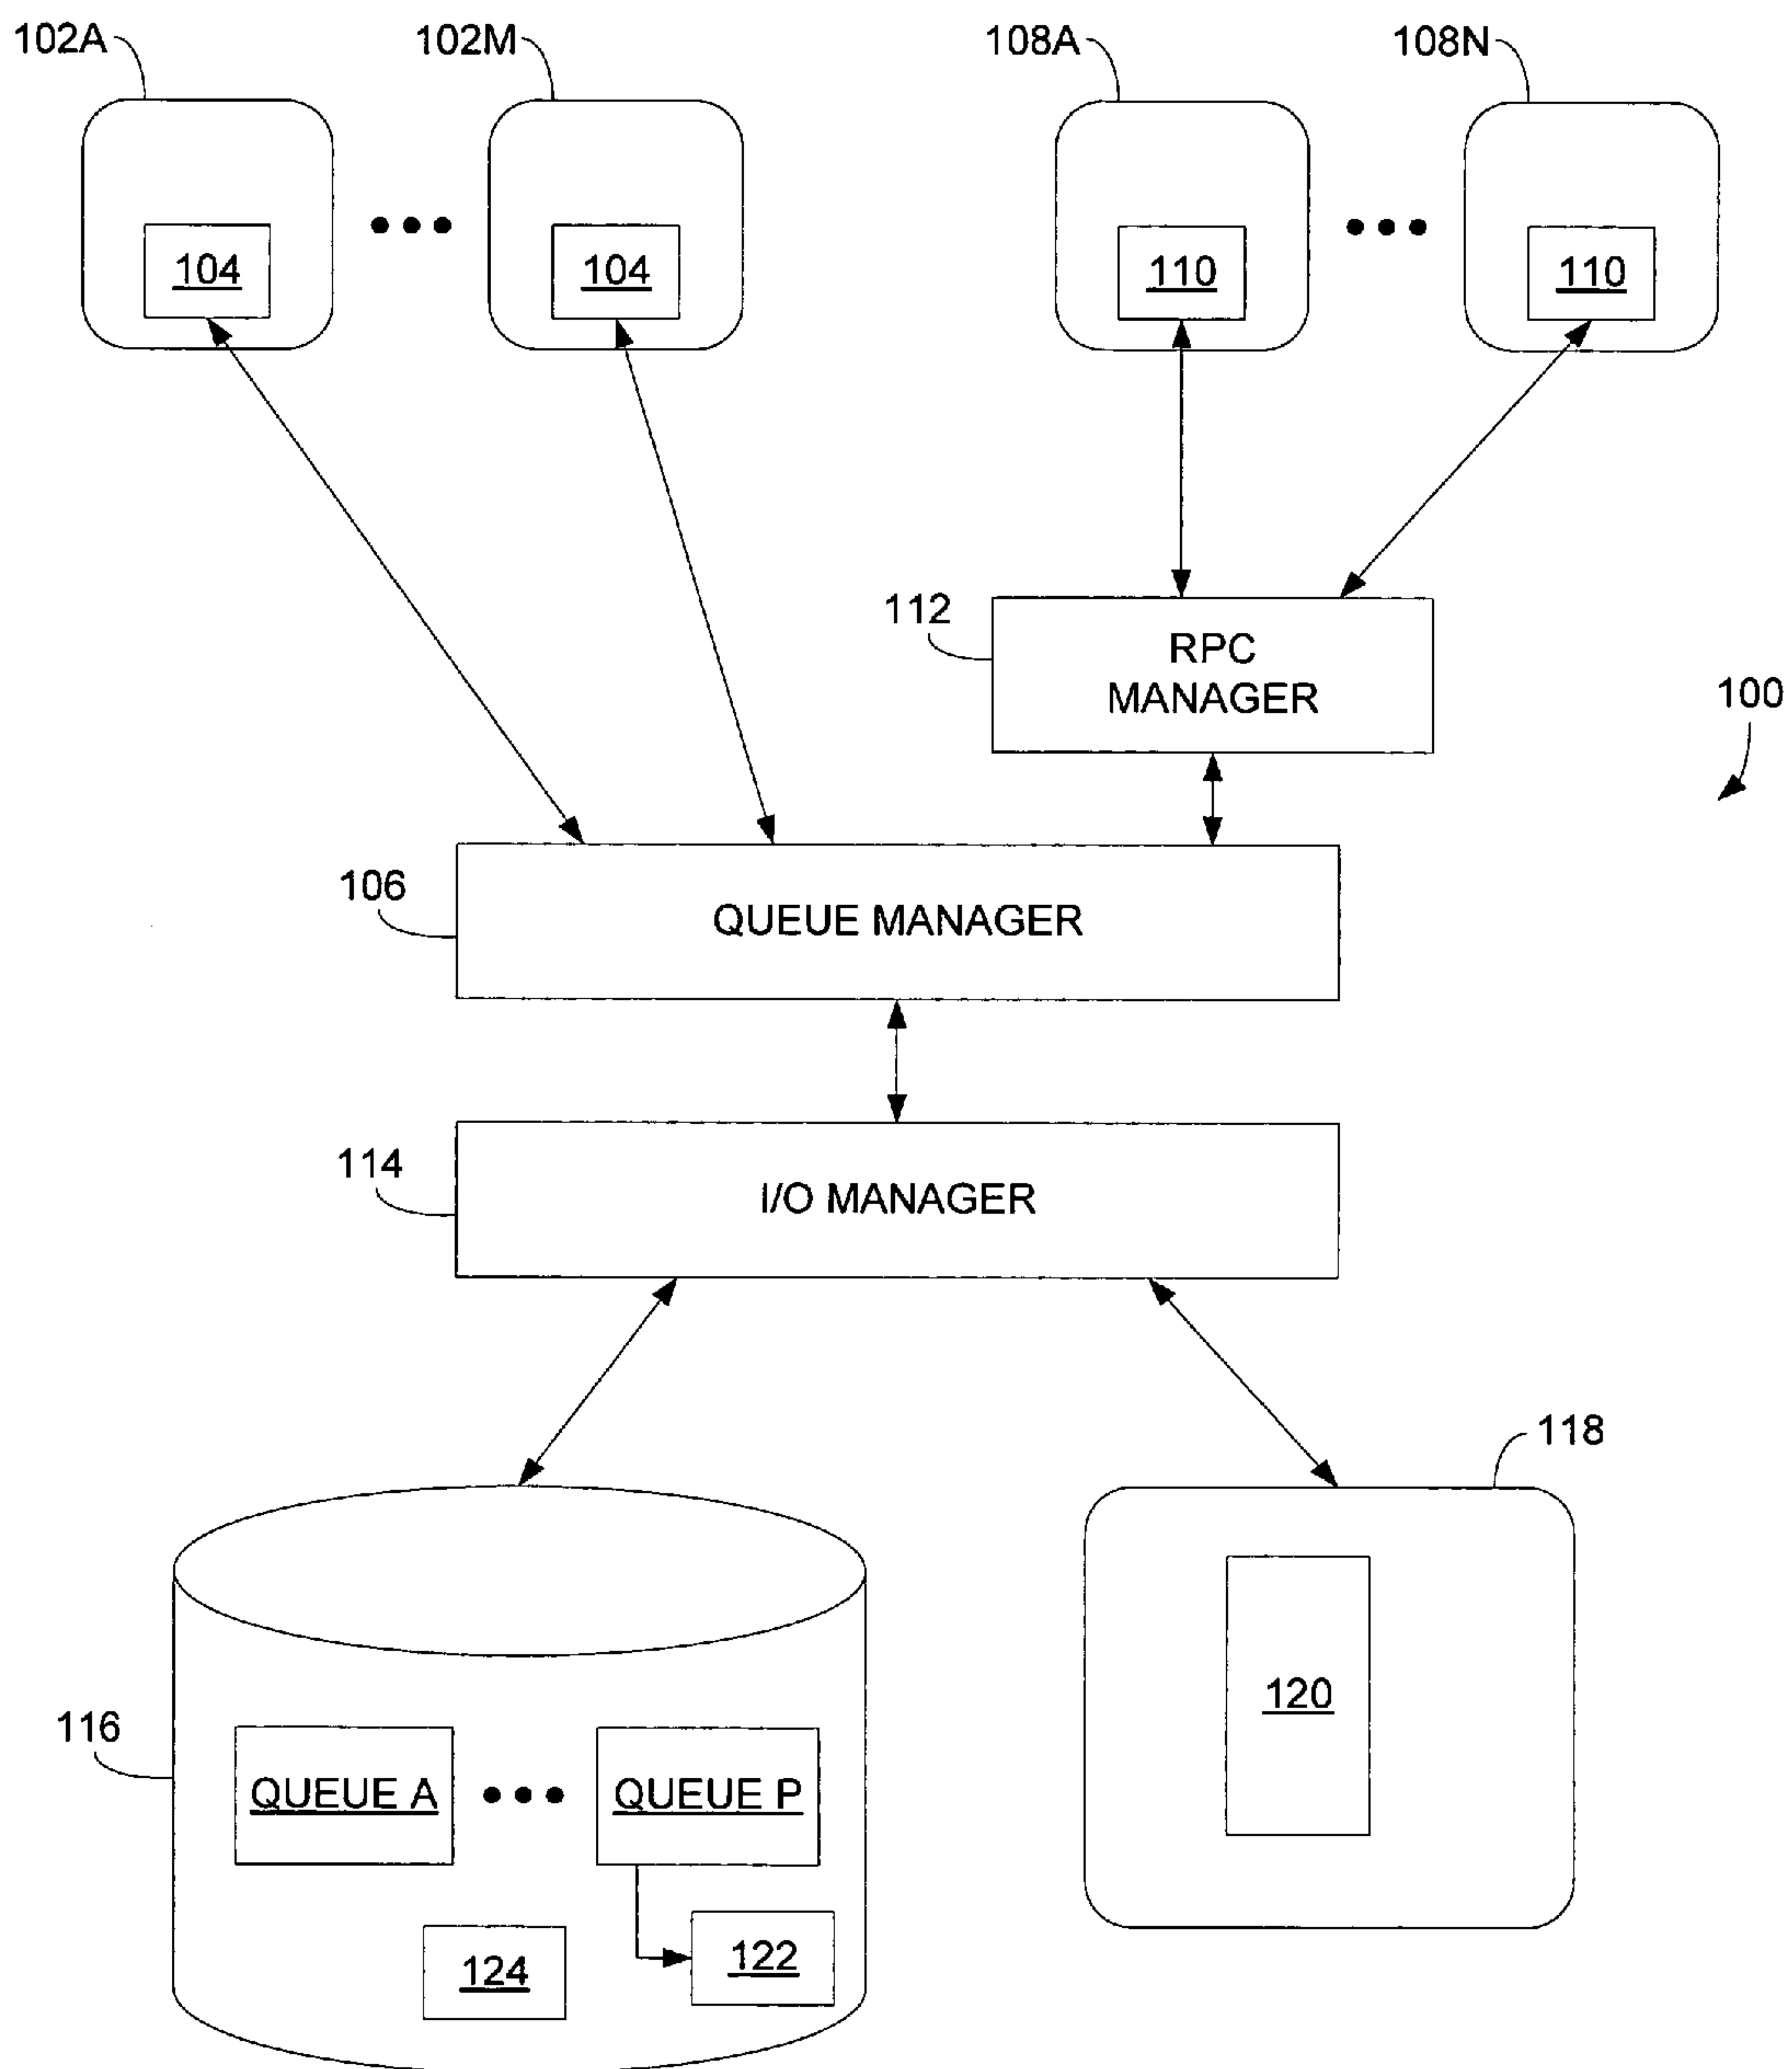 102A
102M
108A
108N
104
104
110
110
112
RPC
MANAGER
100
106
QUEUE MANAGER
114
I/O MANAGER
118
116
QUEUE A
QUEUE P
120
124
122